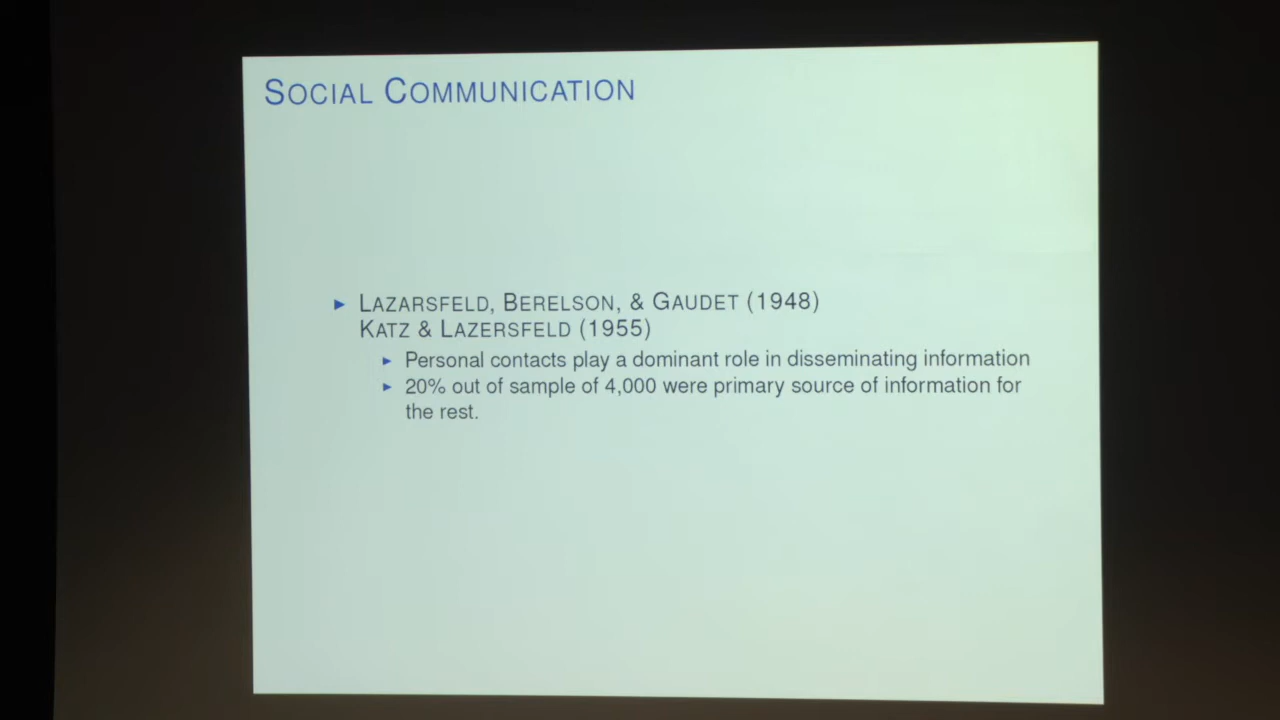 SOCIAL COMMUNICATION
LAZARSFELD, BERELSON, & GAUDET (1948)
KATZ & LAZERSFELD (1955)
Personal contacts play a dominant role in disseminating information
20% out of sample of 4,000 were primary source of information for
the rest.